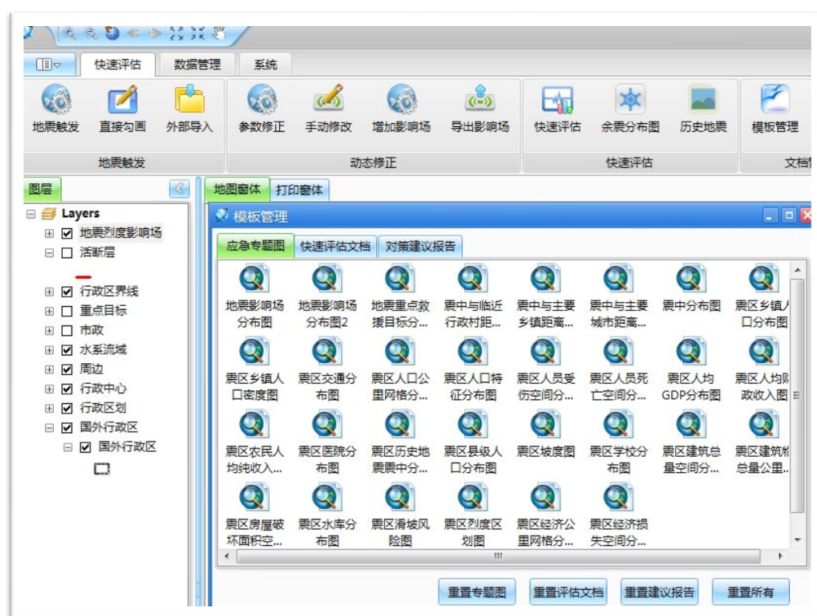 快速评估 数据管理 系统
地震触发 直接勾画 外部导入 参数修正 手动修改 增加影响场 导出影响场 快速评估 余震分布图 历史地震 模板管理
地震触发 动态修正 快速评估 文档
图层 地图窗体 打印窗体
Layers
地震烈度影响场
活断层
行政区界线
重点目标
市政
水系流域
周边
行政中心
行政区划
国外行政区
国外行政区
模板管理
应急专题图 快速评估文档 对策建议报告
地震影响场 地震影响场 地震重点救 震中与临近 震中与主要 震中与主要 震中分布图 震区乡镇人
分布图 分布图2 援目标分... 行政村距... 乡镇距离... 城市距离... 口分布图
震区乡镇人 震区交通分 震区人口公 震区人口特 震区人员受 震区人员死 震区人均 震区人均财
口密度图 布图 里网格分... 征分布图 伤空间分... 亡空间分... GDP分布图 政收入图
震区农民人 震区医院分 震区历史地 震区县级人 震区坡度图 震区学校分 震区建筑总 震区建筑物
均纯收入... 布图 震震中分... 口分布图 布图 量空间分... 总量公里...
震区房屋破 震区水库分 震区滑坡风 震区烈度区 震区经济公 震区经济损
坏面积空... 布图 险图 划图 里网格分... 失空间分...
重置专题图 重置评估文档 重置建议报告 重置所有